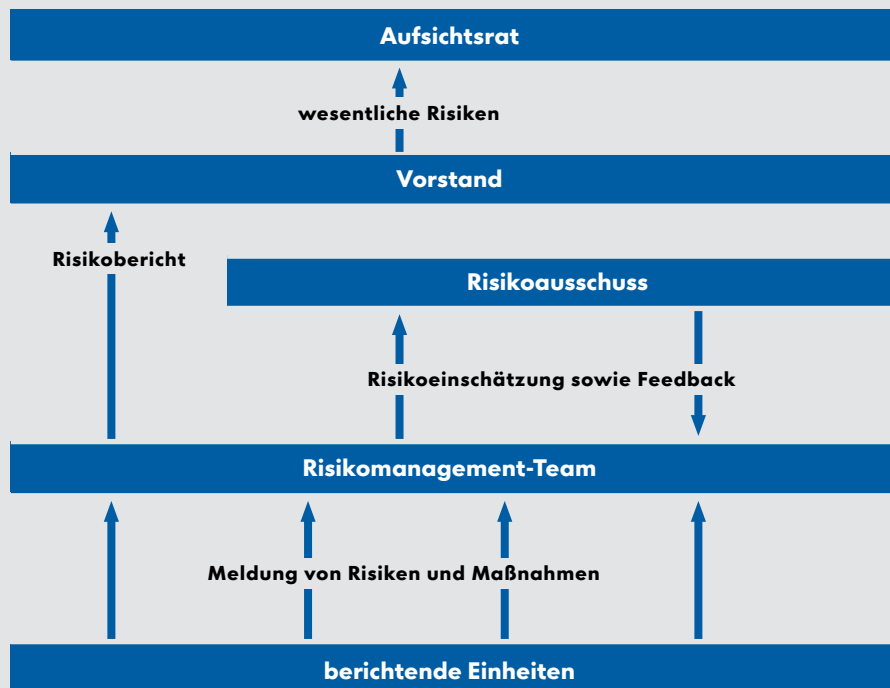 Aufsichtsrat
wesentliche Risiken
Vorstand
Risikobericht
Risikoausschuss
Risikoeinschätzung sowie Feedback
Risikomanagement-Team
Meldung von Risiken und Maßnahmen
berichtende Einheiten